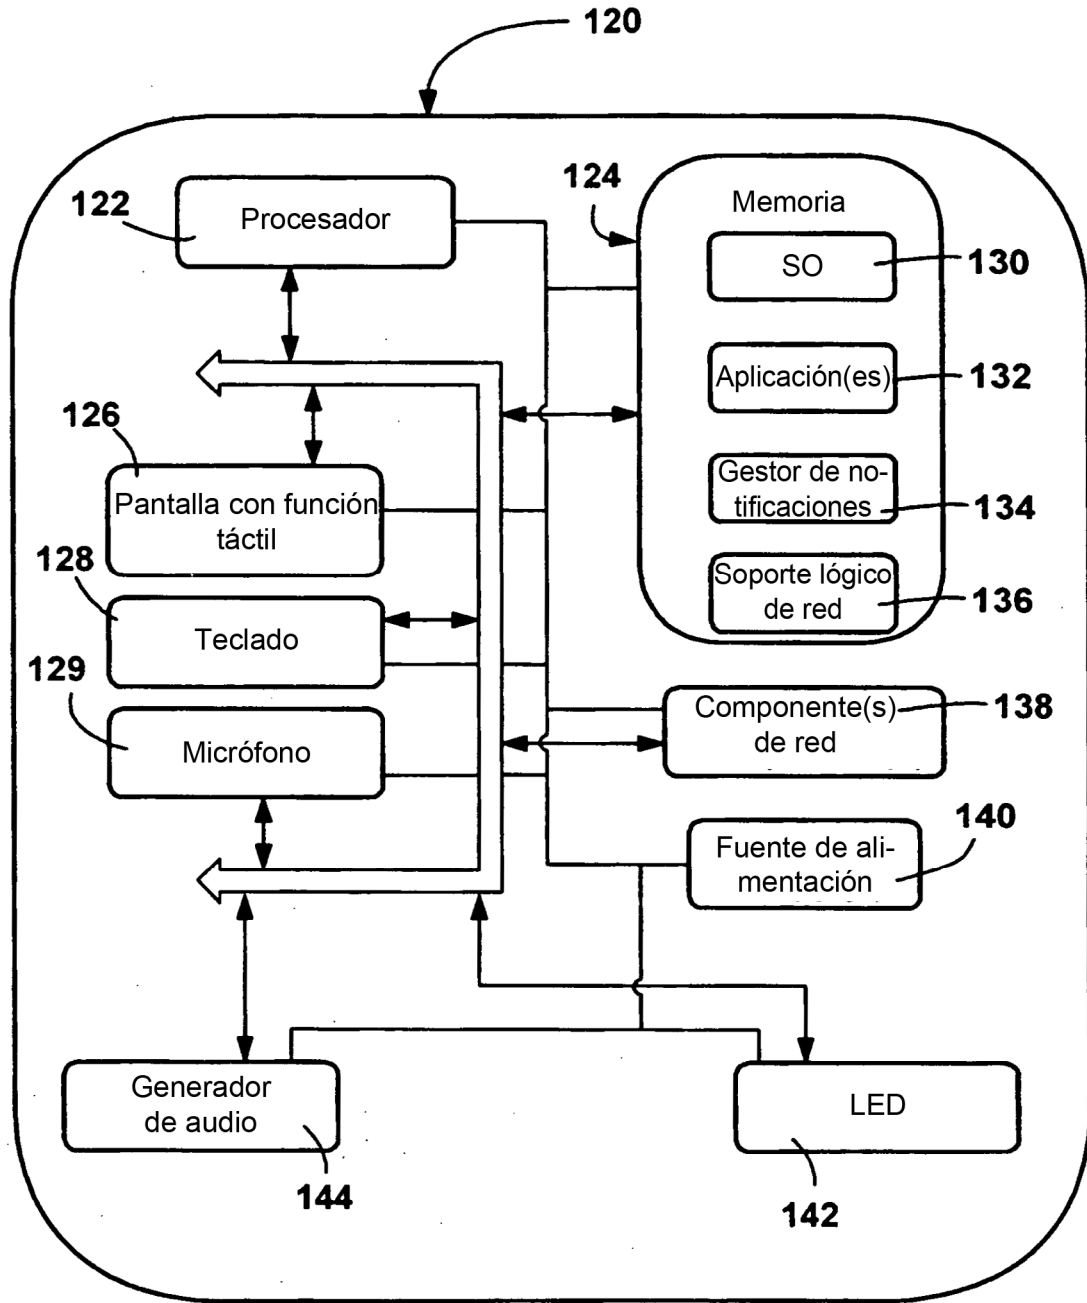 120
122
Procesador
124
Memoria
SO
130
Aplicación(es)
132
126
Pantalla con función
táctil
Gestor de no-
tificaciones
134
128
Teclado
Soporte lógico
de red
136
129
Micrófono
Componente(s)
de red
138
Fuente de ali-
mentación
140
Generador
de audio
144
LED
142